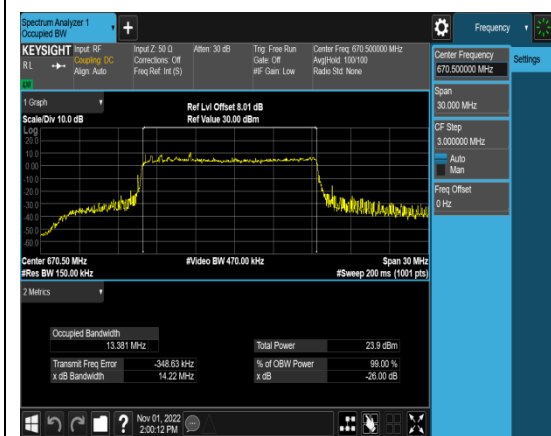 Spectrum Analyzer 1
Occupied BW
+
Frequency
KEYSIGHT
R L
LV
Input: RF
Coupling: DC
Align: Auto
Input Z: 50 Ω
Corrections: Off
Freq Ref: Int (S)
Atten: 30 dB
Trig: Free Run
Gate: Off
#IF Gain: Low
Center Freq: 670.500000 MHz
Avg|Hold: 100/100
Radio Std: None
Center Frequency
670.500000 MHz
Settings
Span
30.000 MHz
CF Step
3.000000 MHz
Auto
Man
Freq Offset
0 Hz
1 Graph
Scale/Div 10.0 dB
Ref Lvl Offset 8.01 dB
Ref Value 30.00 dBm
Log
20.0
10.0
0.00
-10.0
-20.0
-30.0
-40.0
-50.0
-60.0
Center 670.50 MHz
#Res BW 150.00 kHz
#Video BW 470.00 kHz
Span 30 MHz
#Sweep 200 ms (1001 pts)
2 Metrics
Occupied Bandwidth
13.381 MHz
Total Power 23.9 dBm
Transmit Freq Error -348.63 kHz
% of OBW Power 99.00 %
x dB Bandwidth 14.22 MHz
x dB -26.00 dB
?
Nov 01, 2022
2:00:12 PM